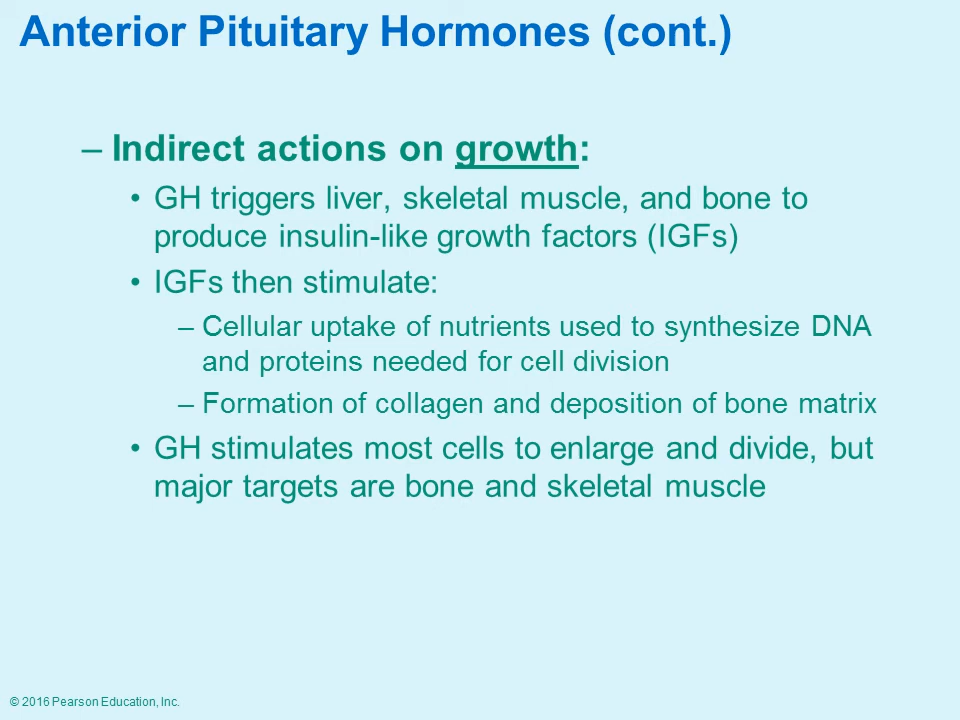 Anterior Pituitary Hormones (cont.)
– Indirect actions on growth:
• GH triggers liver, skeletal muscle, and bone to
produce insulin-like growth factors (IGFs)
• IGFs then stimulate:
– Cellular uptake of nutrients used to synthesize DNA
and proteins needed for cell division
– Formation of collagen and deposition of bone matrix
• GH stimulates most cells to enlarge and divide, but
major targets are bone and skeletal muscle
© 2016 Pearson Education, Inc.